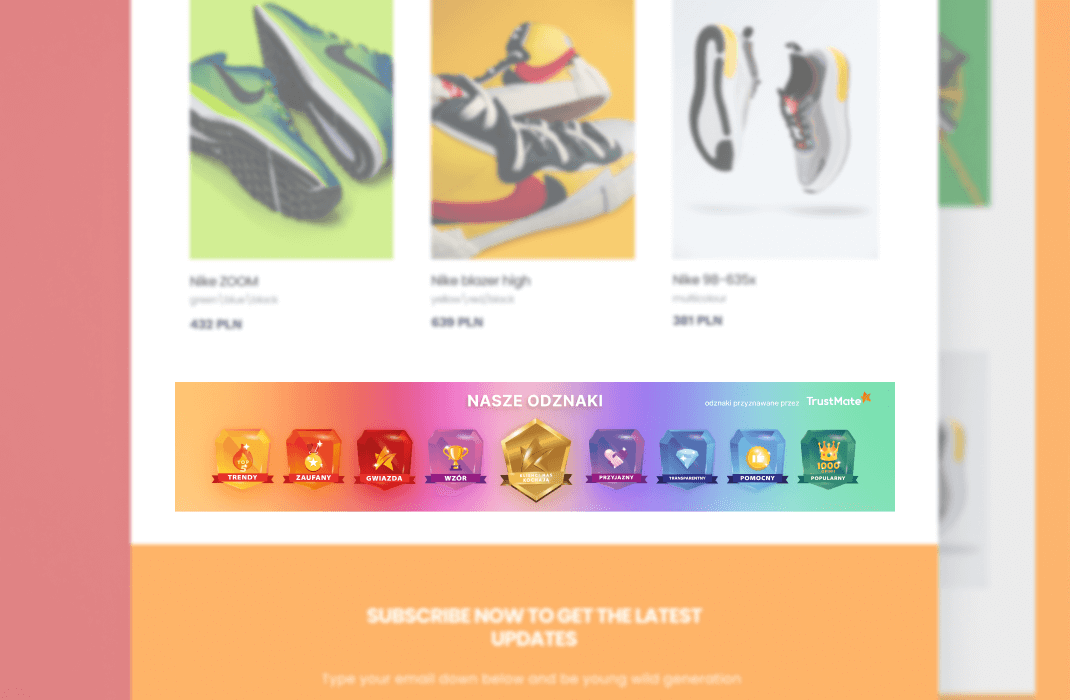 Nike ZOOM
Nike blazer high
Nike 98-635x
green\blue\black
yellow\red\black
multicolour
432 PLN
639 PLN
381 PLN
NASZE ODZNAKI
odznaki przyznawane przez TrustMate
TOP
TRENDY
ZAUFANY
GWIAZDA
WZÓR
PRZYJAZNY
TRANSPARENTNY
POMOCNY
1000
OPINII
POPULARNY
SUBSCRIBE NOW TO GET THE LATEST
UPDATES
Type your email down below and be young wild generation